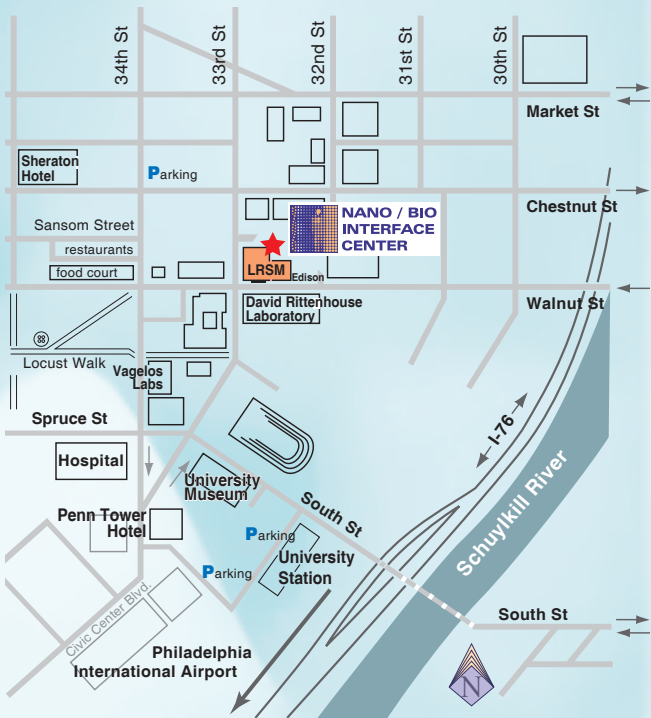 34th St
33rd St
32nd St
31st St
30th St
Market St
Sheraton
Hotel
Parking
Chestnut St
NANO / BIO
INTERFACE
CENTER
Sansom Street
restaurants
food court
LRSM
Edison
David Rittenhouse
Laboratory
Walnut St
Locust Walk
Vagelos
Labs
Spruce St
I-76
Hospital
University
Museum
South St
Schuylkill River
Penn Tower
Hotel
Parking
University
Station
Parking
Civic Center Blvd.
South St
Philadelphia
International Airport
N